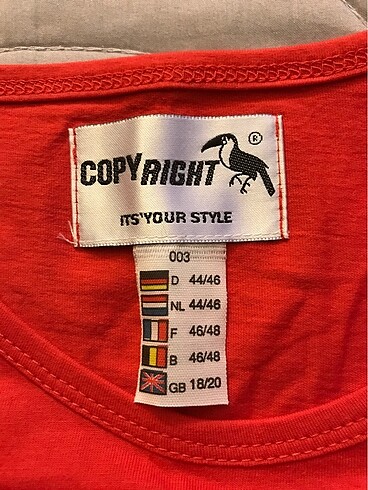 COPYRIGHT ®
ITS'YOUR STYLE
003
D 44/46
NL 44/46
F 46/48
B 46/48
GB 18/20